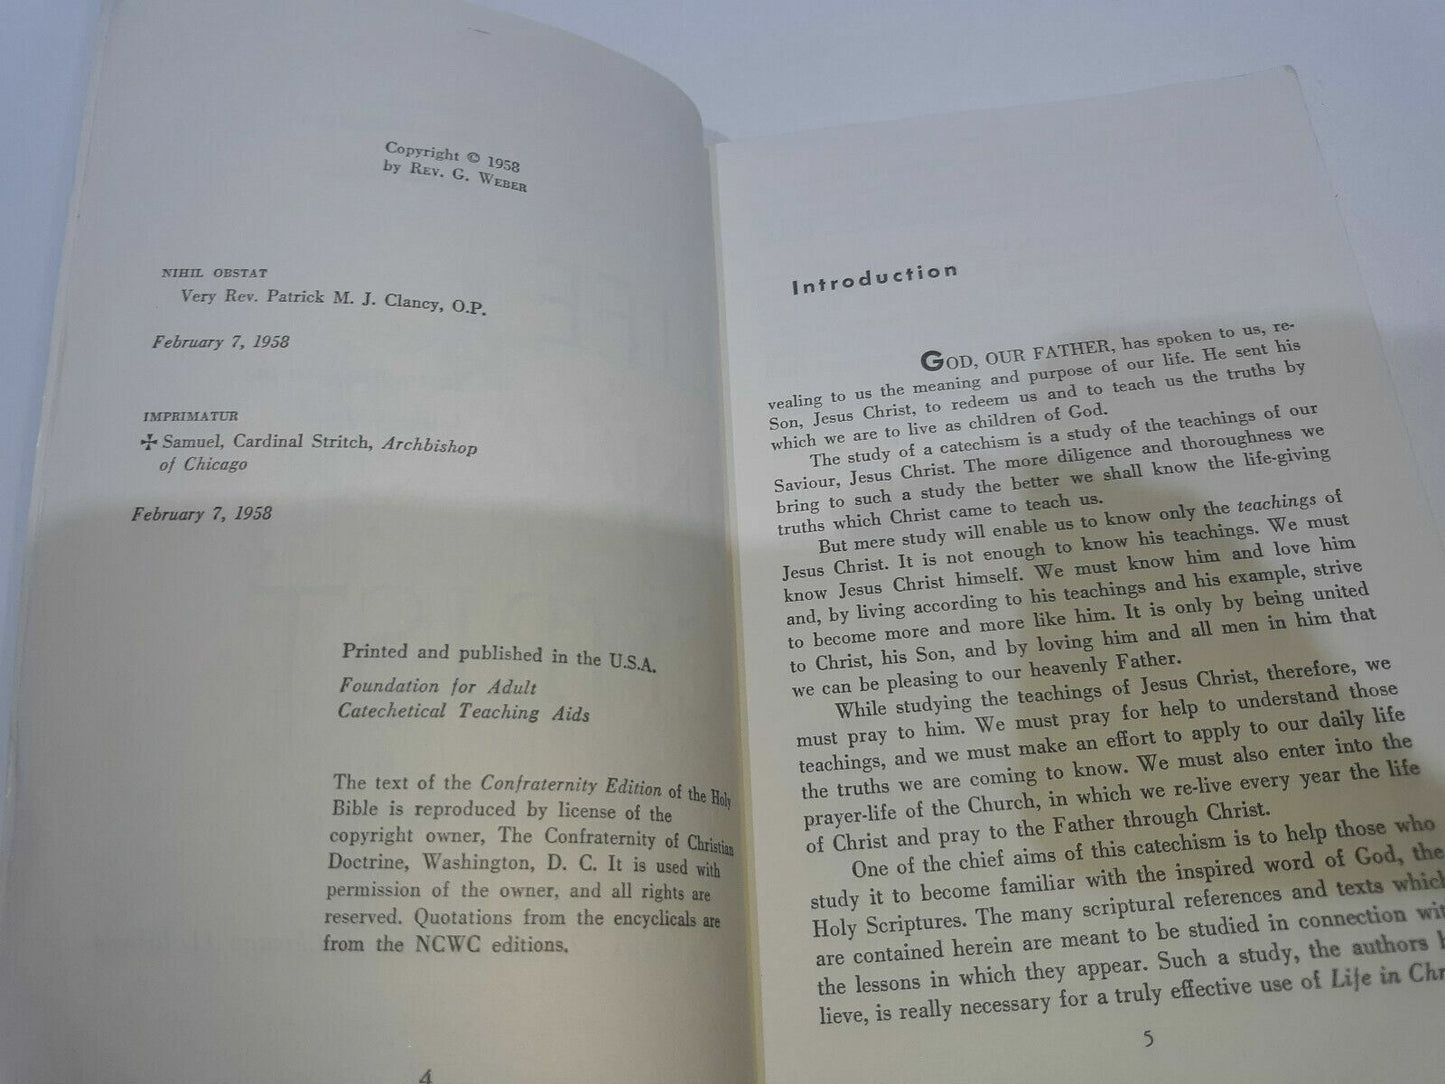 Copyright © 1958
by Rev. G. Weber
NIHIL OBSTAT
Very Rev. Patrick M. J. Clancy, O.P.
February 7, 1958
IMPRIMATUR
✠ Samuel, Cardinal Stritch, Archbishop
of Chicago
February 7, 1958
Printed and published in the U.S.A.
Foundation for Adult
Catechetical Teaching Aids
The text of the Confraternity Edition of the Holy
Bible is reproduced by license of the
copyright owner, The Confraternity of Christian
Doctrine, Washington, D. C. It is used with
permission of the owner, and all rights are
reserved. Quotations from the encyclicals are
from the NCWC editions.
4
Introduction
GOD, OUR FATHER, has spoken to us, re-
vealing to us the meaning and purpose of our life. He sent his
Son, Jesus Christ, to redeem us and to teach us the truths by
which we are to live as children of God.
The study of a catechism is a study of the teachings of our
Saviour, Jesus Christ. The more diligence and thoroughness we
bring to such a study the better we shall know the life-giving
truths which Christ came to teach us.
But mere study will enable us to know only the teachings of
Jesus Christ. It is not enough to know his teachings. We must
know Jesus Christ himself. We must know him and love him
and, by living according to his teachings and his example, strive
to become more and more like him. It is only by being united
to Christ, his Son, and by loving him and all men in him that
we can be pleasing to our heavenly Father.
While studying the teachings of Jesus Christ, therefore, we
must pray to him. We must pray for help to understand those
teachings, and we must make an effort to apply to our daily life
the truths we are coming to know. We must also enter into the
prayer-life of the Church, in which we re-live every year the life
of Christ and pray to the Father through Christ.
One of the chief aims of this catechism is to help those who
study it to become familiar with the inspired word of God, the
Holy Scriptures. The many scriptural references and texts which
are contained herein are meant to be studied in connection wit
the lessons in which they appear. Such a study, the authors b
lieve, is really necessary for a truly effective use of Life in Chr
5